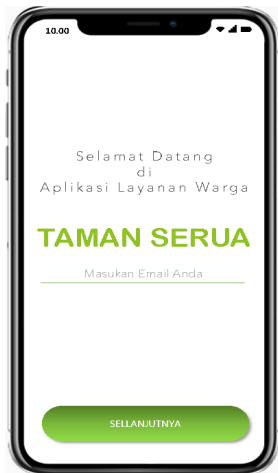 10.00
Selamat Datang
di
Aplikasi Layanan Warga
TAMAN SERUA
Masukan Email Anda
SELLANJUTNYA